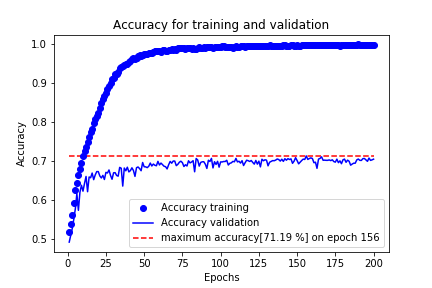 Accuracy for training and validation
1.0
0.9
0.8
0.7
0.6
0.5
Accuracy
Accuracy training
Accuracy validation
maximum accuracy[71.19 %] on epoch 156
0 25 50 75 100 125 150 175 200
Epochs